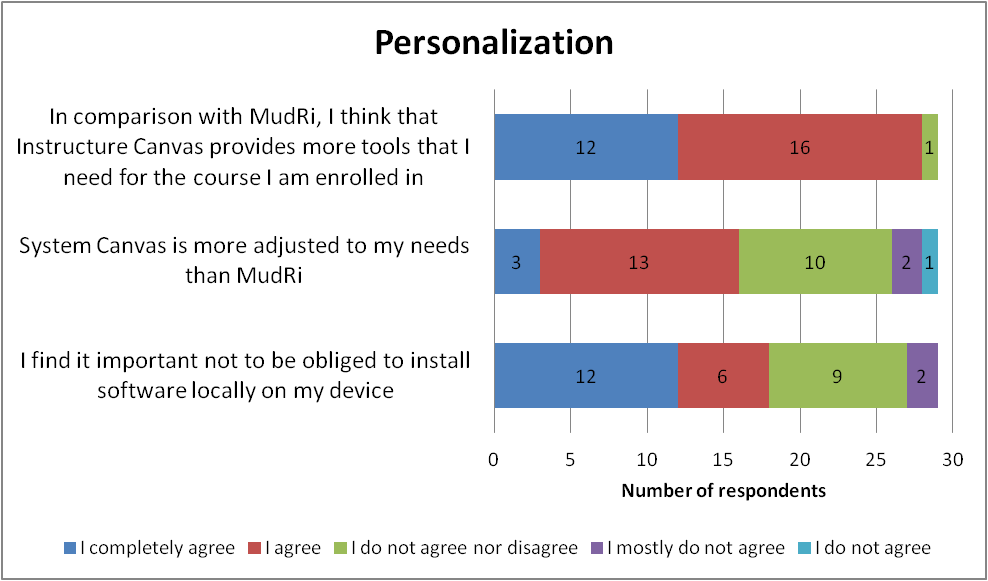 Personalization
In comparison with MudRi, I think that
Instructure Canvas provides more tools that I
need for the course I am enrolled in
12 16 1
System Canvas is more adjusted to my needs
than MudRi
3 13 10 2 1
I find it important not to be obliged to install
software locally on my device
12 6 9 2
0 5 10 15 20 25 30
Number of respondents
I completely agree I agree I do not agree nor disagree I mostly do not agree I do not agree